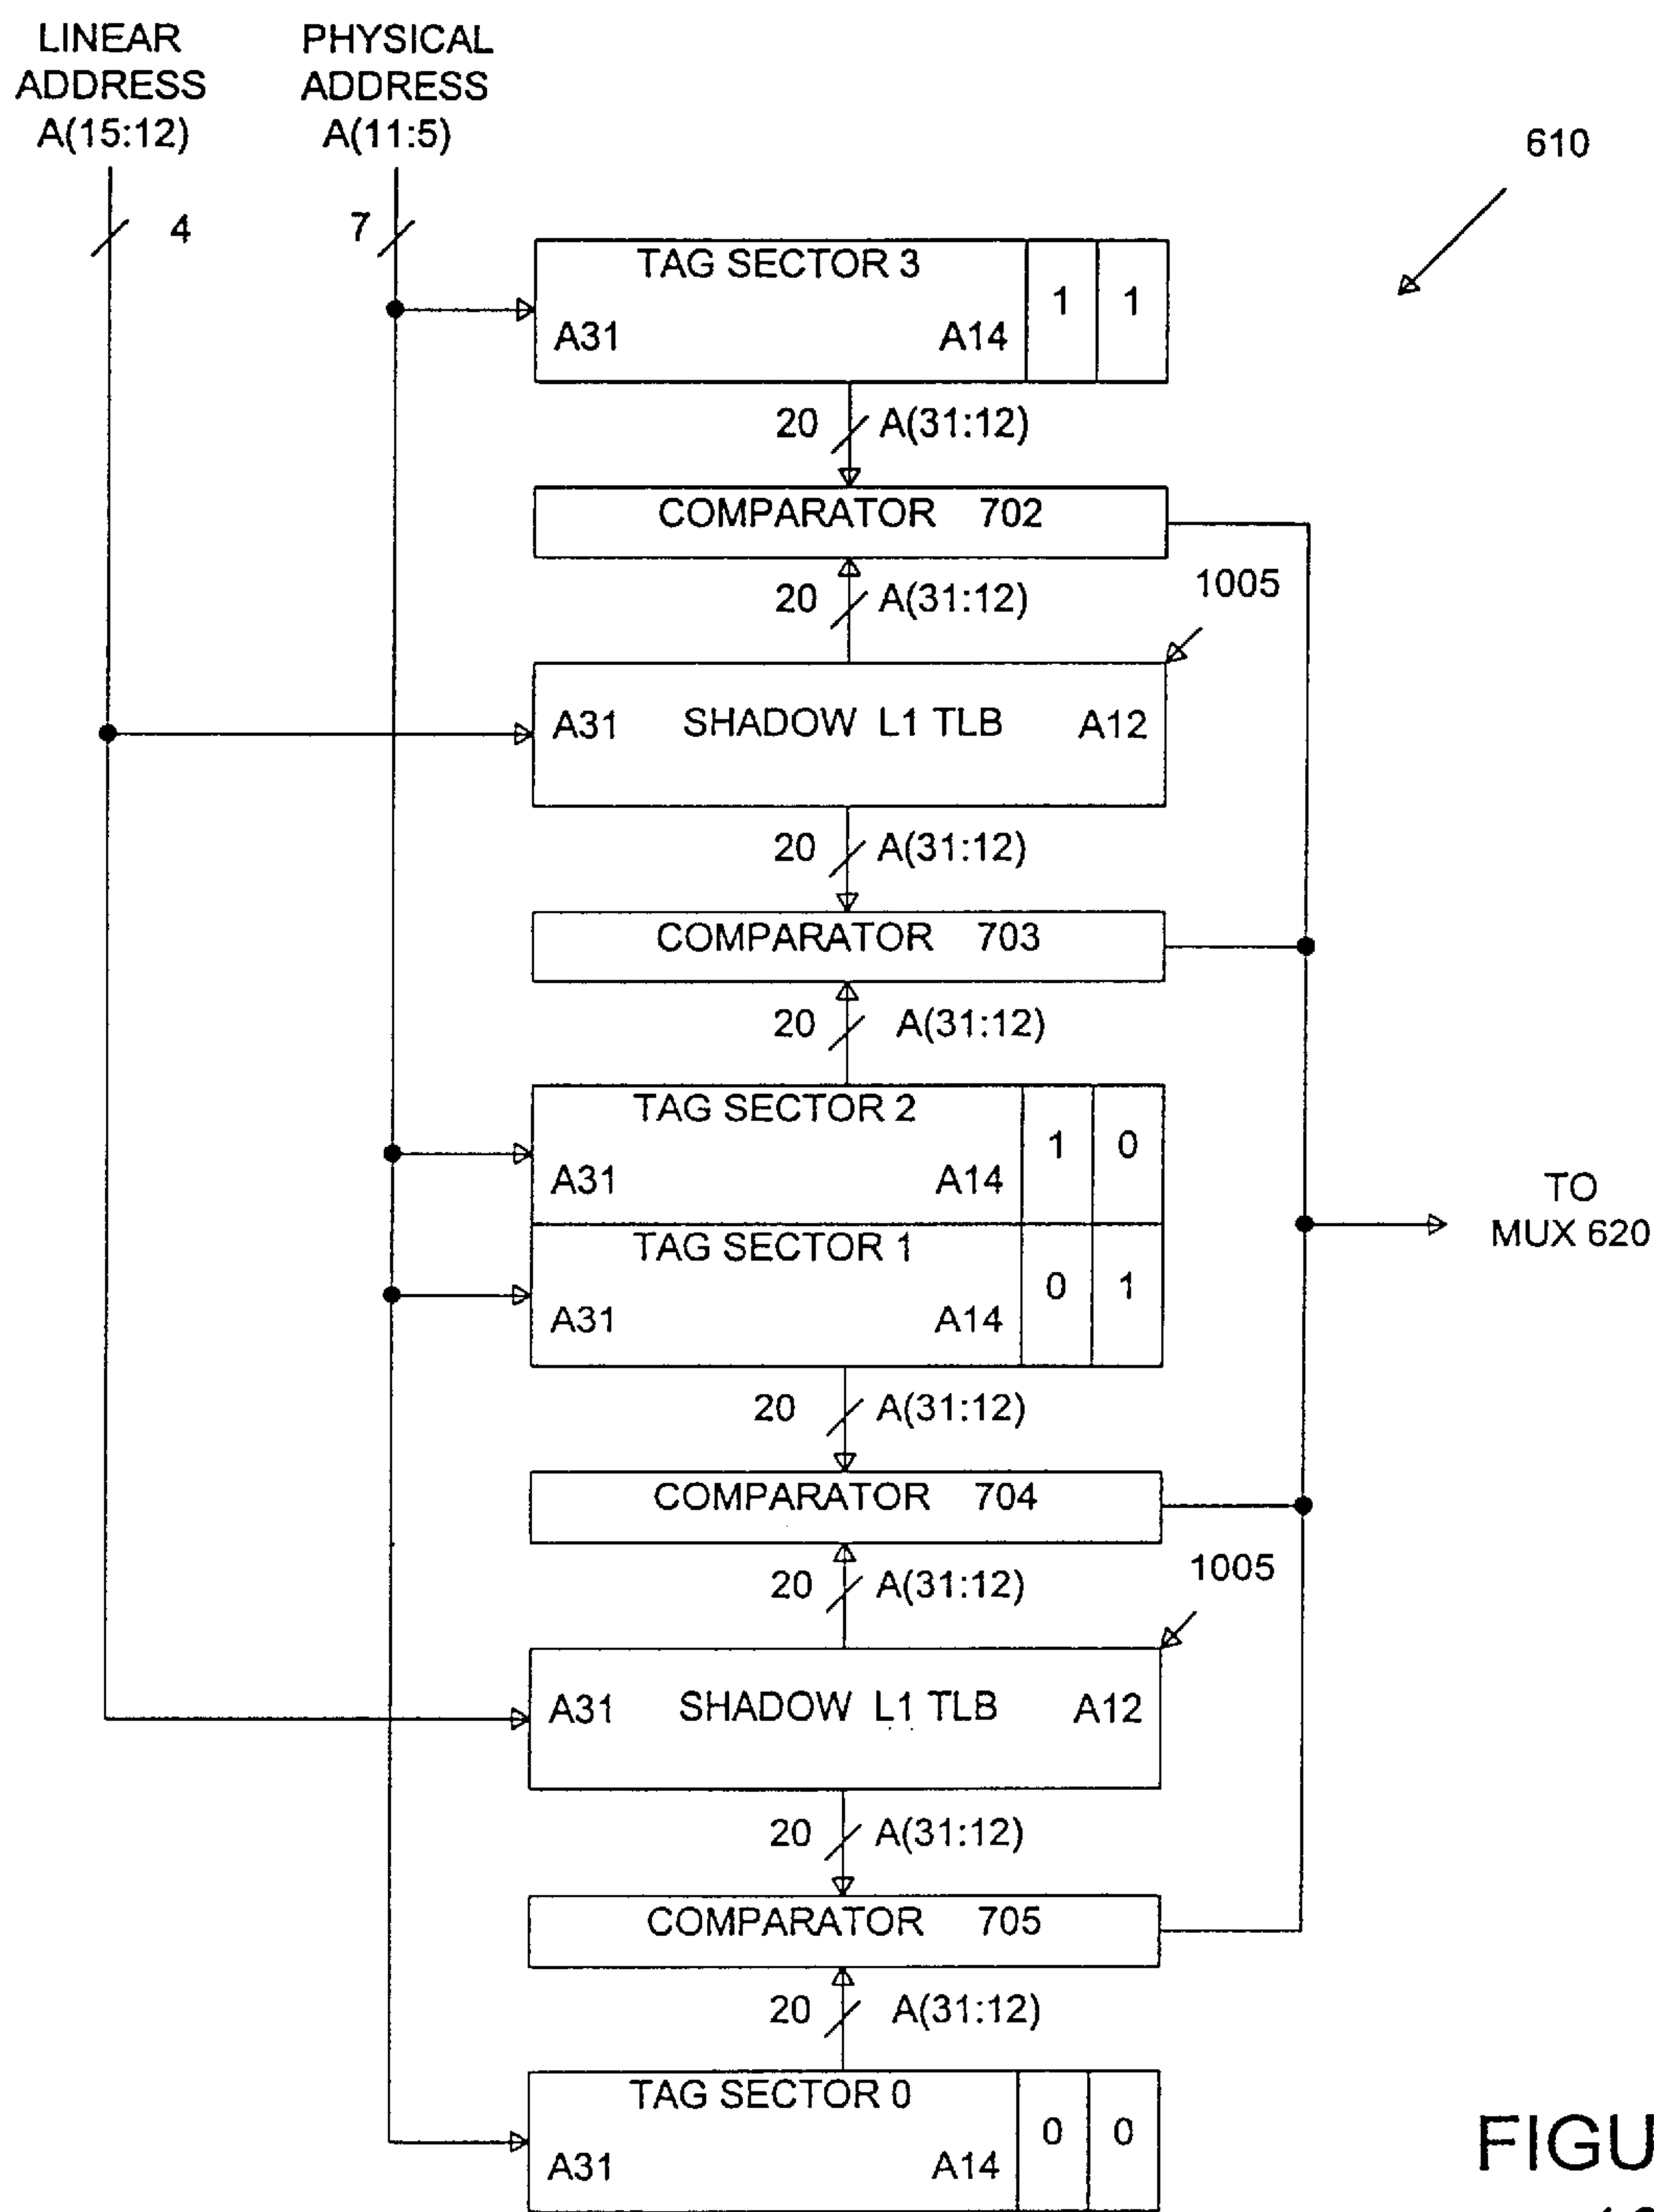 LINEAR
ADDRESS
A(15:12)
PHYSICAL
ADDRESS
A(11:5)
610
4
7
TAG SECTOR 3
1 1
A31 A14
20 A(31:12)
COMPARATOR 702
20 A(31:12)
1005
A31 SHADOW L1 TLB A12
20 A(31:12)
COMPARATOR 703
20 A(31:12)
TAG SECTOR 2
1 0
A31 A14
TO
MUX 620
TAG SECTOR 1
0 1
A31 A14
20 A(31:12)
COMPARATOR 704
20 A(31:12)
1005
A31 SHADOW L1 TLB A12
20 A(31:12)
COMPARATOR 705
20 A(31:12)
TAG SECTOR 0
0 0
A31 A14
FIGU